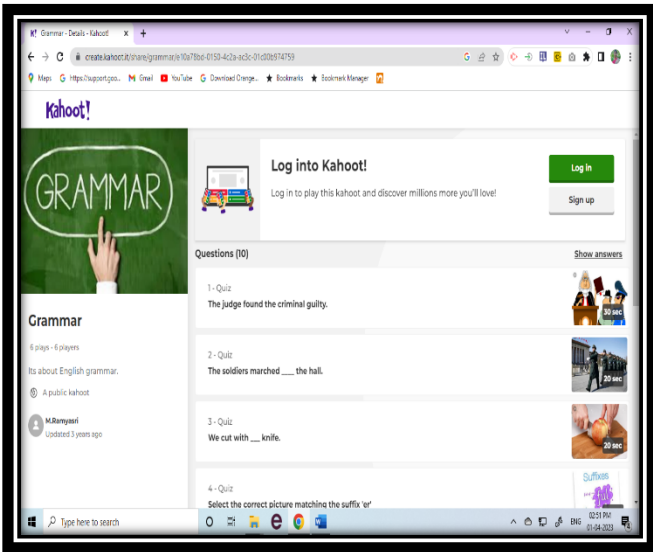 K! Grammar - Details - Kahoot!
create.kahoot.it/share/grammar/e10a78bd-0150-4c2a-ac3c-01c00b974759
Maps
Gmail
YouTube
Bookmarks
Bookmark Manager
Kahoot!
GRAMMAR
Log into Kahoot!
Log in to play this kahoot and discover millions more you'll love!
Log in
Sign up
Questions (10)
Show answers
1 - Quiz
The judge found the criminal guilty.
30 sec
2 - Quiz
The soldiers marched ___ the hall.
20 sec
3 - Quiz
We cut with __ knife.
20 sec
4 - Quiz
Select the correct picture matching the suffix 'er'
Suffixes
Grammar
6 plays - 6 players
Its about English grammar.
A public kahoot
M.Ramyasri
Updated 3 years ago
Type here to search
ENG
02:51 PM
01-04-2023